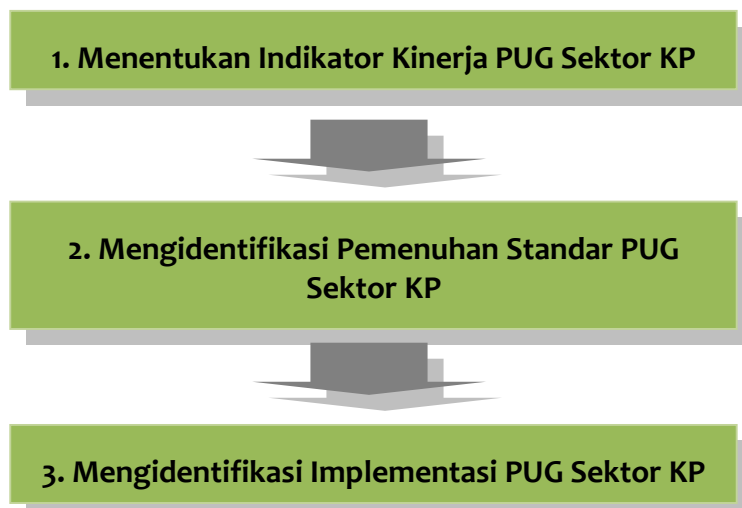 1. Menentukan Indikator Kinerja PUG Sektor KP
2. Mengidentifikasi Pemenuhan Standar PUG
Sektor KP
3. Mengidentifikasi Implementasi PUG Sektor KP